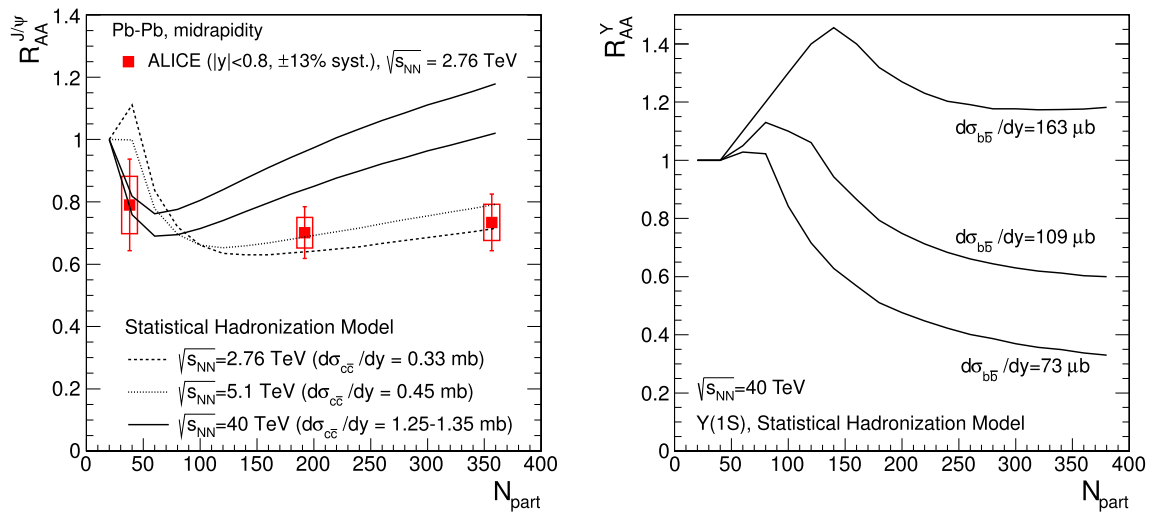 R_AA^J/ψ
1.4
1.2
1
0.8
0.6
0.4
0.2
0
Pb-Pb, midrapidity
ALICE (|y|<0.8, ±13% syst.), √s_NN = 2.76 TeV
Statistical Hadronization Model
√s_NN=2.76 TeV (dσ_cc̄ /dy = 0.33 mb)
√s_NN=5.1 TeV (dσ_cc̄ /dy = 0.45 mb)
√s_NN=40 TeV (dσ_cc̄ /dy = 1.25-1.35 mb)
0 50 100 150 200 250 300 350 400
N_part
R_AA^Y
1.4
1.2
1
0.8
0.6
0.4
0.2
0
dσ_bb̄ /dy=163 μb
dσ_bb̄ /dy=109 μb
dσ_bb̄ /dy=73 μb
√s_NN=40 TeV
Y(1S), Statistical Hadronization Model
0 50 100 150 200 250 300 350 400
N_part